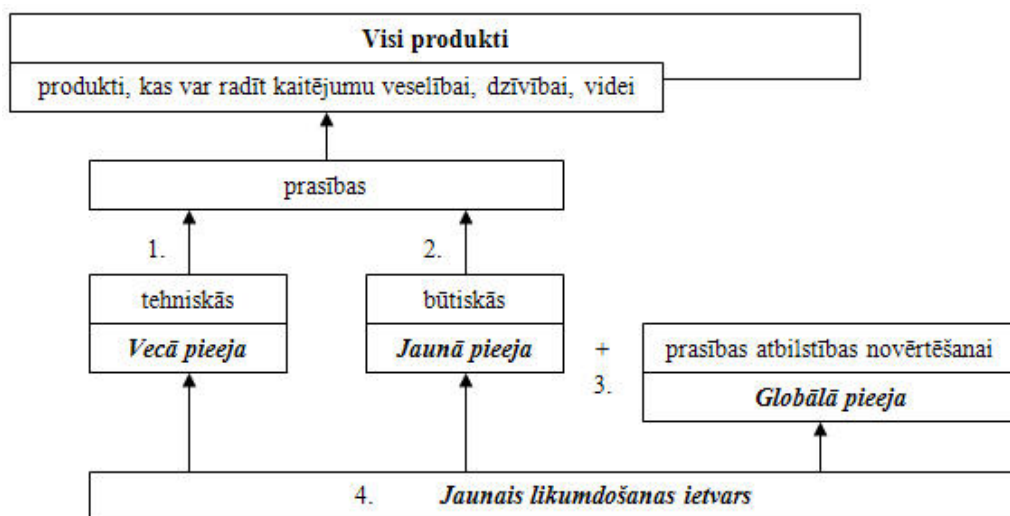 Visi produkti
produkti, kas var radīt kaitējumu veselībai, dzīvībai, videi
prasības
1.
2.
tehniskās
būtiskās
Vecā pieeja
Jaunā pieeja
+
3.
prasības atbilstības novērtēšanai
Globālā pieeja
4. Jaunais likumdošanas ietvars